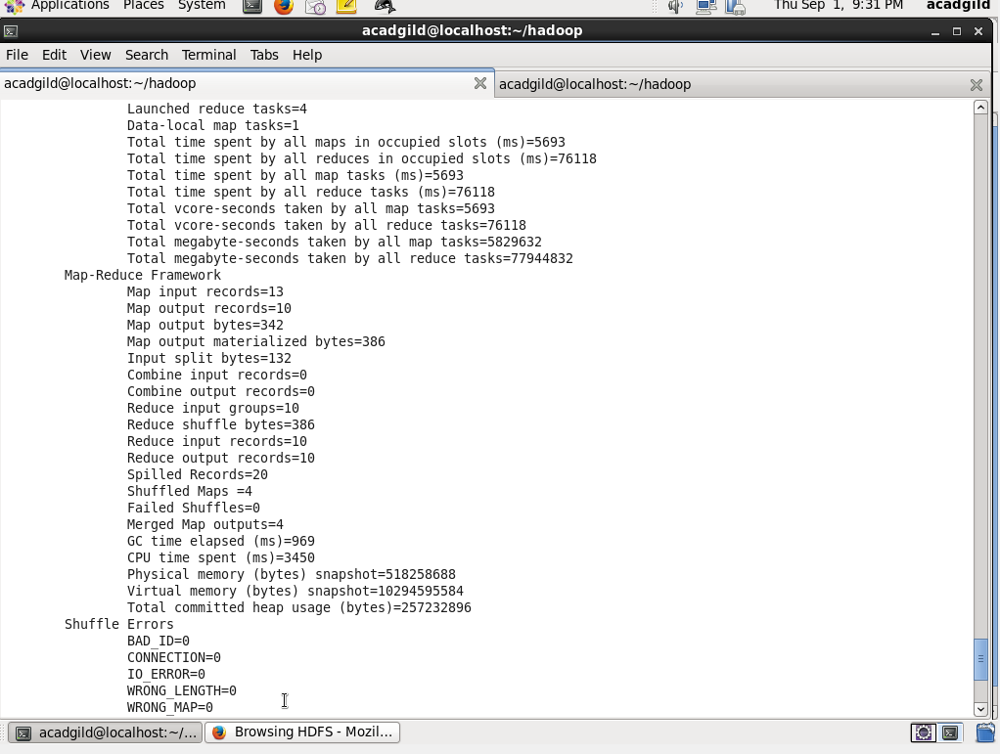 Applications Places System Thu Sep 1, 9:31 PM acadgild
acadgild@localhost:~/hadoop
File Edit View Search Terminal Tabs Help
acadgild@localhost:~/hadoop acadgild@localhost:~/hadoop
Launched reduce tasks=4
Data-local map tasks=1
Total time spent by all maps in occupied slots (ms)=5693
Total time spent by all reduces in occupied slots (ms)=76118
Total time spent by all map tasks (ms)=5693
Total time spent by all reduce tasks (ms)=76118
Total vcore-seconds taken by all map tasks=5693
Total vcore-seconds taken by all reduce tasks=76118
Total megabyte-seconds taken by all map tasks=5829632
Total megabyte-seconds taken by all reduce tasks=77944832
Map-Reduce Framework
Map input records=13
Map output records=10
Map output bytes=342
Map output materialized bytes=386
Input split bytes=132
Combine input records=0
Combine output records=0
Reduce input groups=10
Reduce shuffle bytes=386
Reduce input records=10
Reduce output records=10
Spilled Records=20
Shuffled Maps =4
Failed Shuffles=0
Merged Map outputs=4
GC time elapsed (ms)=969
CPU time spent (ms)=3450
Physical memory (bytes) snapshot=518258688
Virtual memory (bytes) snapshot=10294595584
Total committed heap usage (bytes)=257232896
Shuffle Errors
BAD_ID=0
CONNECTION=0
IO_ERROR=0
WRONG_LENGTH=0
WRONG_MAP=0
acadgild@localhost:~/... Browsing HDFS - Mozil...